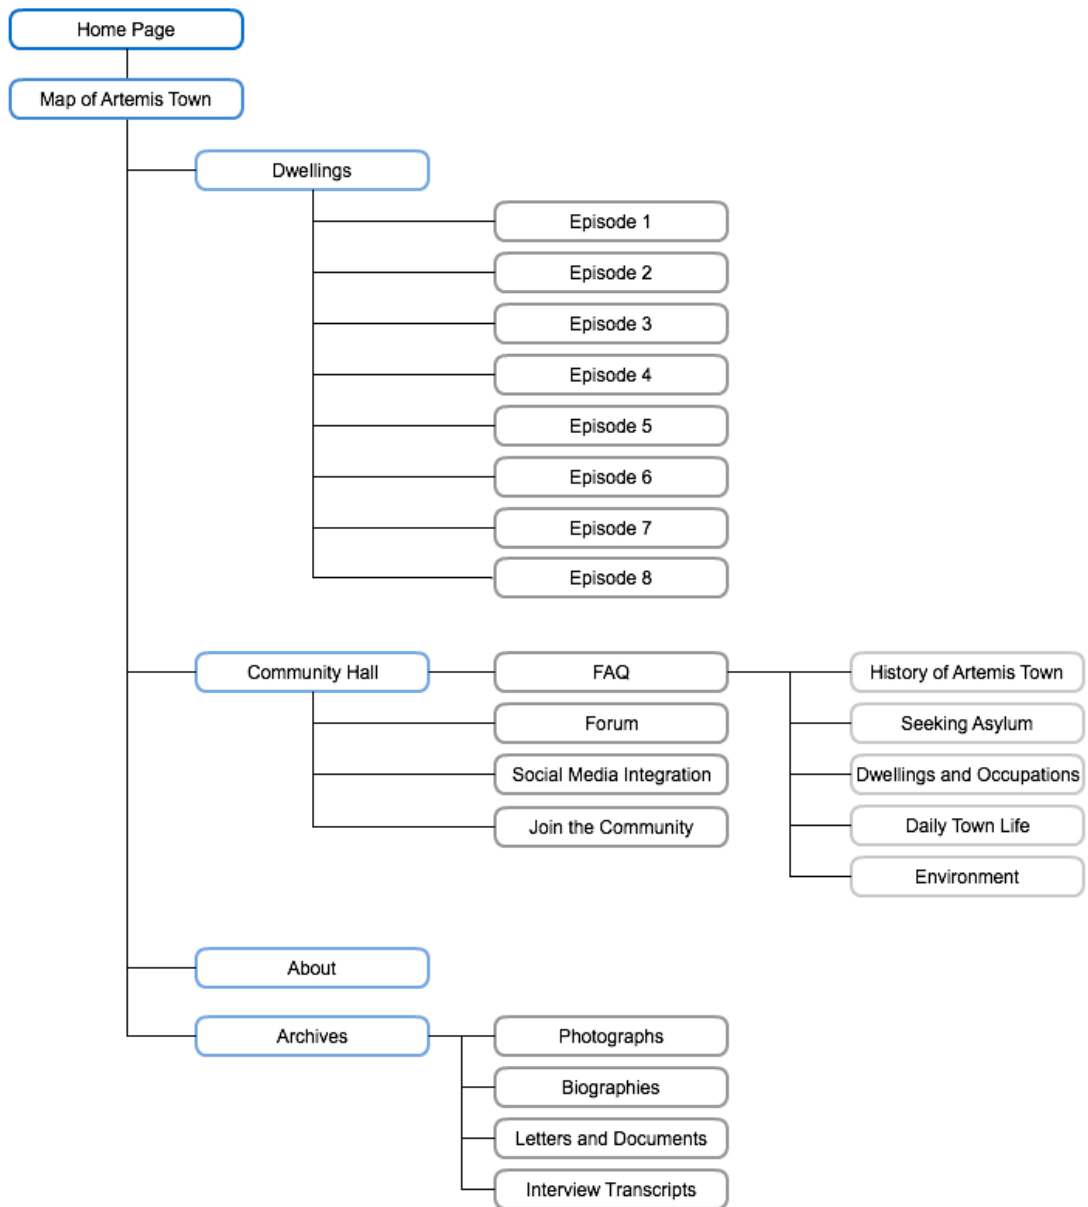 Home Page
Map of Artemis Town
Dwellings
Episode 1
Episode 2
Episode 3
Episode 4
Episode 5
Episode 6
Episode 7
Episode 8
Community Hall
FAQ
History of Artemis Town
Forum
Seeking Asylum
Social Media Integration
Dwellings and Occupations
Join the Community
Daily Town Life
Environment
About
Archives
Photographs
Biographies
Letters and Documents
Interview Transcripts